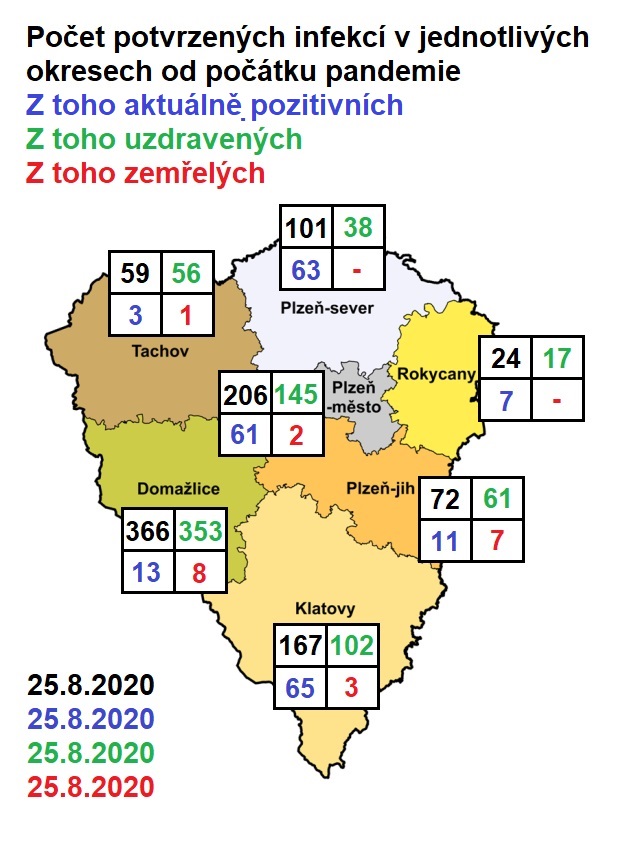 Počet potvrzených infekcí v jednotlivých
okresech od počátku pandemie
Z toho aktuálně pozitivních
Z toho uzdravených
Z toho zemřelých
101 38
63 -
Plzeň-sever
59 56
3 1
Tachov
24 17
7 -
Rokycany
206 145
61 2
Plzeň
-město
Domažlice
366 353
13 8
Plzeň-jih
72 61
11 7
Klatovy
167 102
65 3
25.8.2020
25.8.2020
25.8.2020
25.8.2020